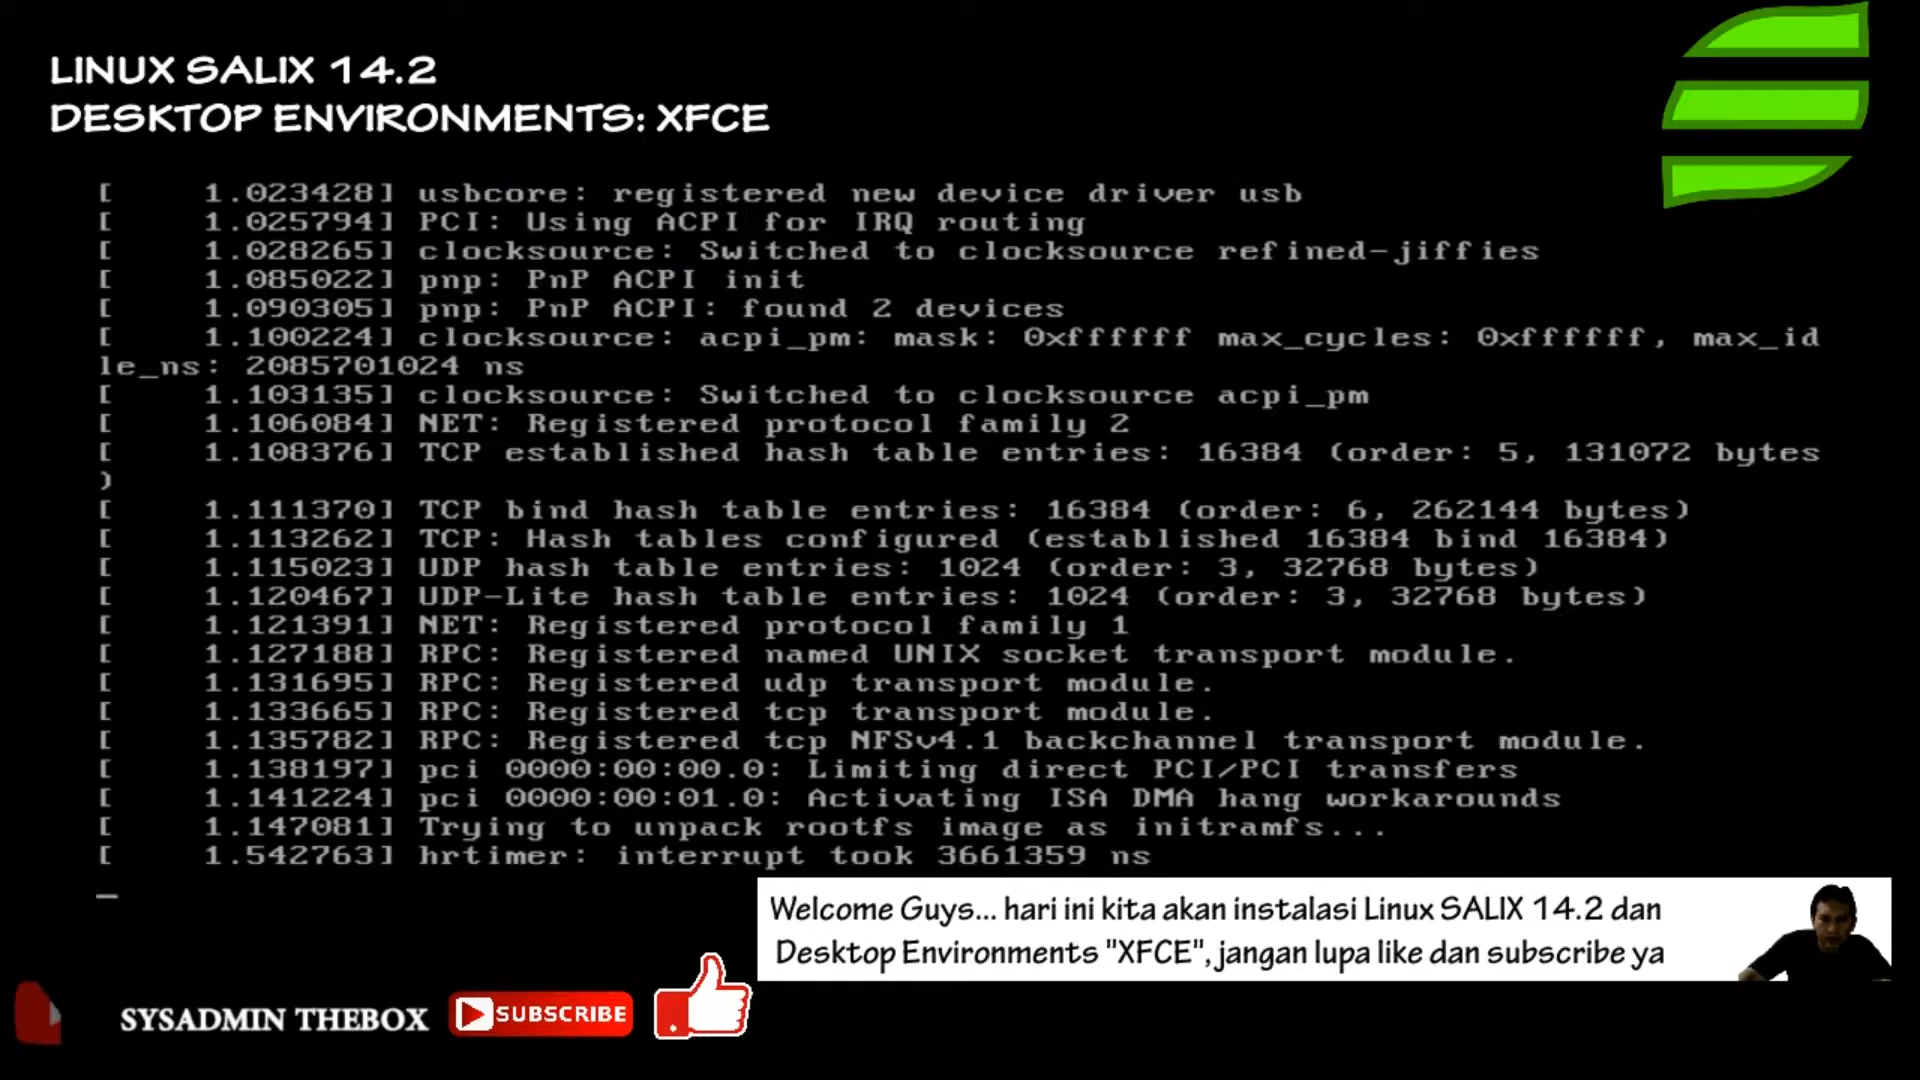 LINUX SALIX 14.2
DESKTOP ENVIRONMENTS: XFCE
[    1.023428] usbcore: registered new device driver usb
[    1.025794] PCI: Using ACPI for IRQ routing
[    1.028265] clocksource: Switched to clocksource refined-jiffies
[    1.085022] pnp: PnP ACPI init
[    1.090305] pnp: PnP ACPI: found 2 devices
[    1.100224] clocksource: acpi_pm: mask: 0xffffff max_cycles: 0xffffff, max_id
le_ns: 2085701024 ns
[    1.103135] clocksource: Switched to clocksource acpi_pm
[    1.106084] NET: Registered protocol family 2
[    1.108376] TCP established hash table entries: 16384 (order: 5, 131072 bytes
)
[    1.111370] TCP bind hash table entries: 16384 (order: 6, 262144 bytes)
[    1.113262] TCP: Hash tables configured (established 16384 bind 16384)
[    1.115023] UDP hash table entries: 1024 (order: 3, 32768 bytes)
[    1.120467] UDP-Lite hash table entries: 1024 (order: 3, 32768 bytes)
[    1.121391] NET: Registered protocol family 1
[    1.127188] RPC: Registered named UNIX socket transport module.
[    1.131695] RPC: Registered udp transport module.
[    1.133665] RPC: Registered tcp transport module.
[    1.135782] RPC: Registered tcp NFSv4.1 backchannel transport module.
[    1.138197] pci 0000:00:00.0: Limiting direct PCI/PCI transfers
[    1.141224] pci 0000:00:01.0: Activating ISA DMA hang workarounds
[    1.147081] Trying to unpack rootfs image as initramfs...
[    1.542763] hrtimer: interrupt took 3661359 ns
_
Welcome Guys... hari ini kita akan instalasi Linux SALIX 14.2 dan
Desktop Environments "XFCE", jangan lupa like dan subscribe ya
SYSADMIN THEBOX
SUBSCRIBE